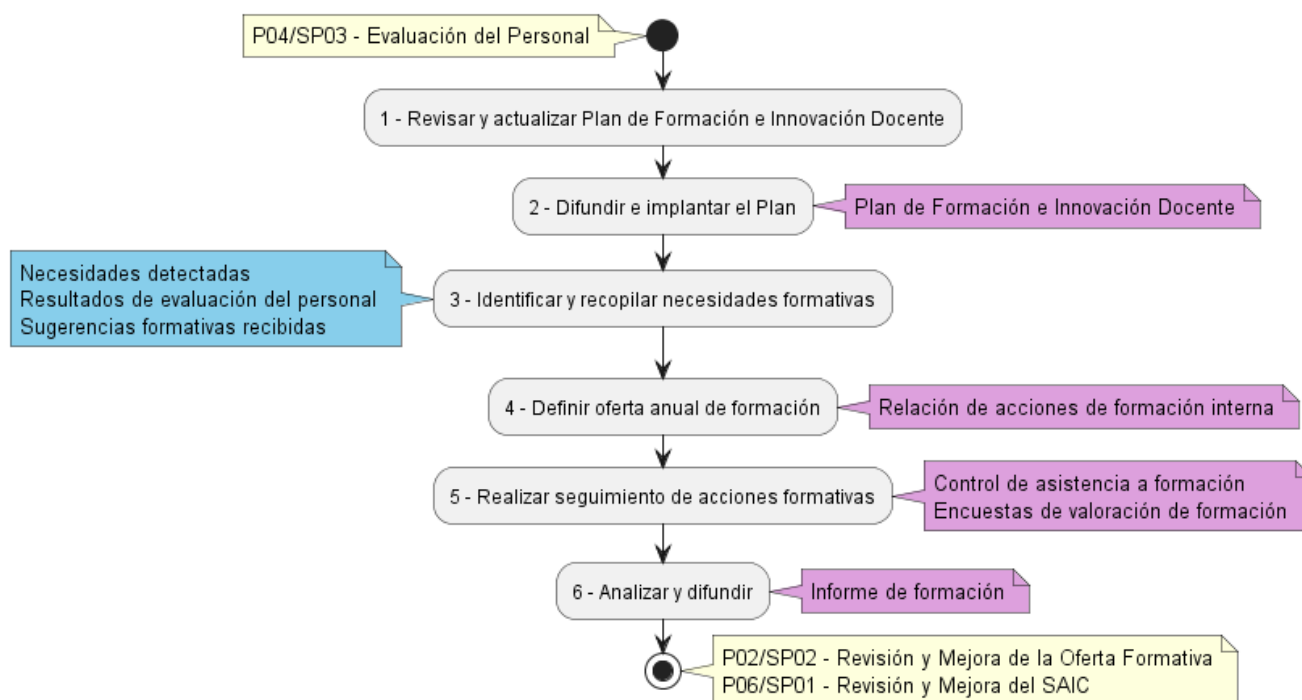 P04/SP03 - Evaluación del Personal
1 - Revisar y actualizar Plan de Formación e Innovación Docente
2 - Difundir e implantar el Plan
Plan de Formación e Innovación Docente
Necesidades detectadas
Resultados de evaluación del personal
Sugerencias formativas recibidas
3 - Identificar y recopilar necesidades formativas
4 - Definir oferta anual de formación
Relación de acciones de formación interna
5 - Realizar seguimiento de acciones formativas
Control de asistencia a formación
Encuestas de valoración de formación
6 - Analizar y difundir
Informe de formación
P02/SP02 - Revisión y Mejora de la Oferta Formativa
P06/SP01 - Revisión y Mejora del SAIC